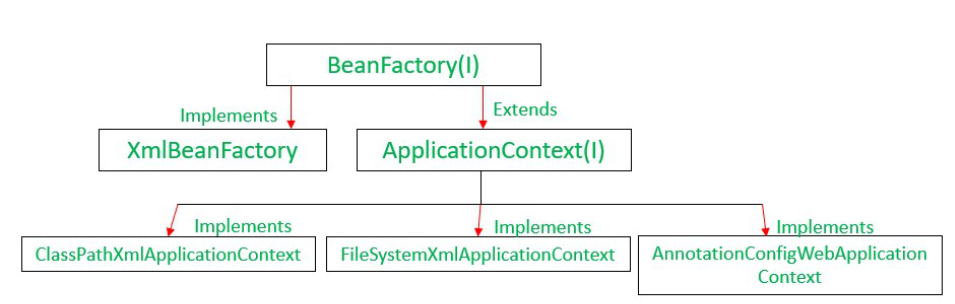 BeanFactory(I)
Implements
Extends
XmlBeanFactory
ApplicationContext(I)
Implements
Implements
Implements
ClassPathXmlApplicationContext
FileSystemXmlApplicationContext
AnnotationConfigWebApplication
Context